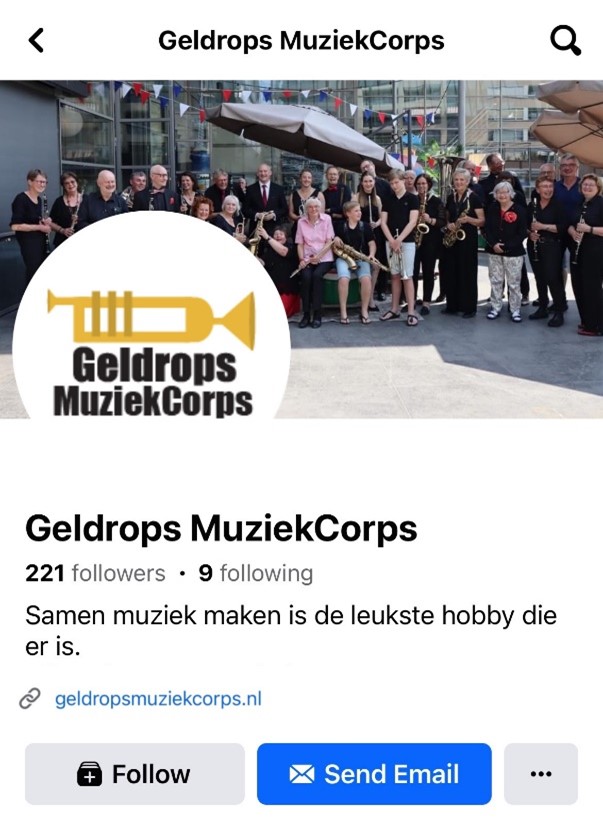 Geldrops MuziekCorps
Geldrops
MuziekCorps
Geldrops MuziekCorps
221 followers • 9 following
Samen muziek maken is de leukste hobby die
er is.
geldropsmuziekcorps.nl
Follow
Send Email